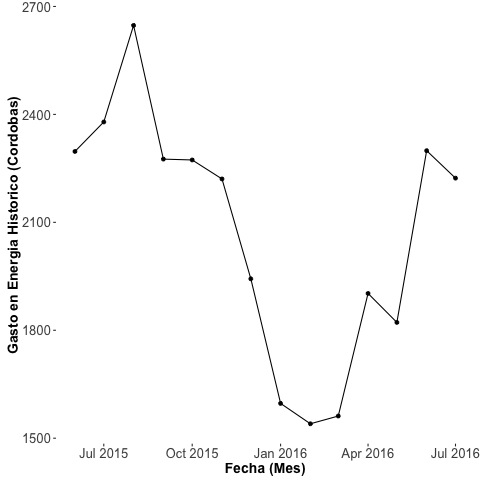 2700
2400
2100
1800
1500
Gasto en Energia Historico (Cordobas)
Jul 2015 Oct 2015 Jan 2016 Apr 2016 Jul 2016
Fecha (Mes)